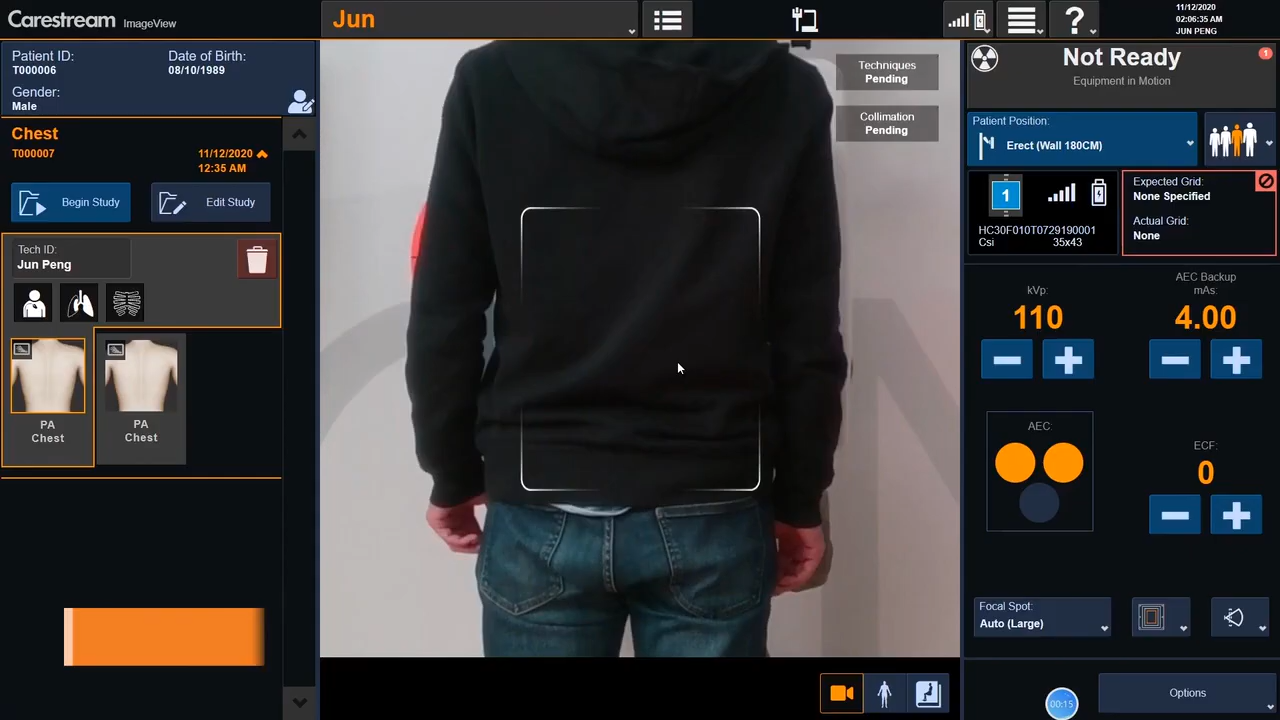 Carestream ImageView
Jun
11/12/2020
02:06:35 AM
JUN PENG
Patient ID:
T000006
Date of Birth:
08/10/1989
Gender:
Male
Chest
T000007
11/12/2020
12:35 AM
Begin Study
Edit Study
Tech ID:
Jun Peng
PA
Chest
PA
Chest
Techniques
Pending
Collimation
Pending
Not Ready
1
Equipment in Motion
Patient Position:
Erect (Wall 180CM)
1
HC30F010T0729190001
Csi 35x43
Expected Grid:
None Specified
Actual Grid:
None
kVp:
110
AEC Backup
mAs:
4.00
AEC:
ECF:
0
Focal Spot:
Auto (Large)
00:15
Options